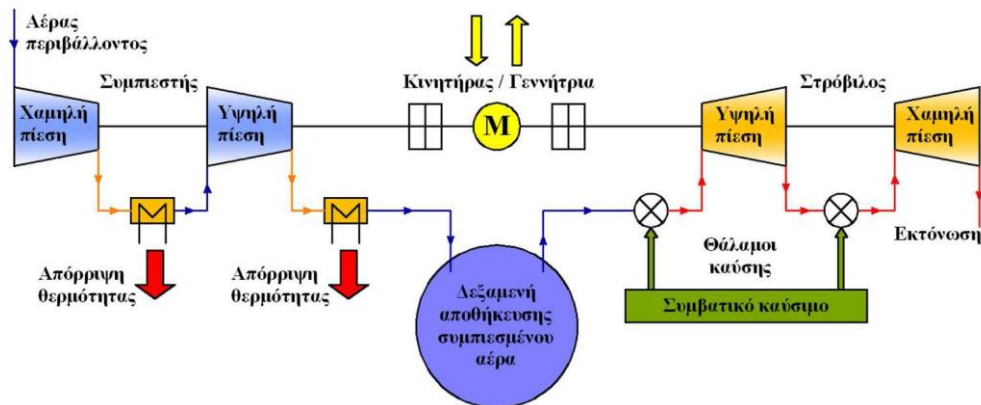 Αέρας
περιβάλλοντος
Συμπιεστής
Κινητήρας / Γεννήτρια
Στρόβιλος
Χαμηλή
πίεση
Υψηλή
πίεση
M
Υψηλή
πίεση
Χαμηλή
πίεση
Απόρριψη
θερμότητας
Απόρριψη
θερμότητας
Δεξαμενή
αποθήκευσης
συμπιεσμένου
αέρα
Θάλαμοι
καύσης
Εκτόνωση
Συμβατικό καύσιμο